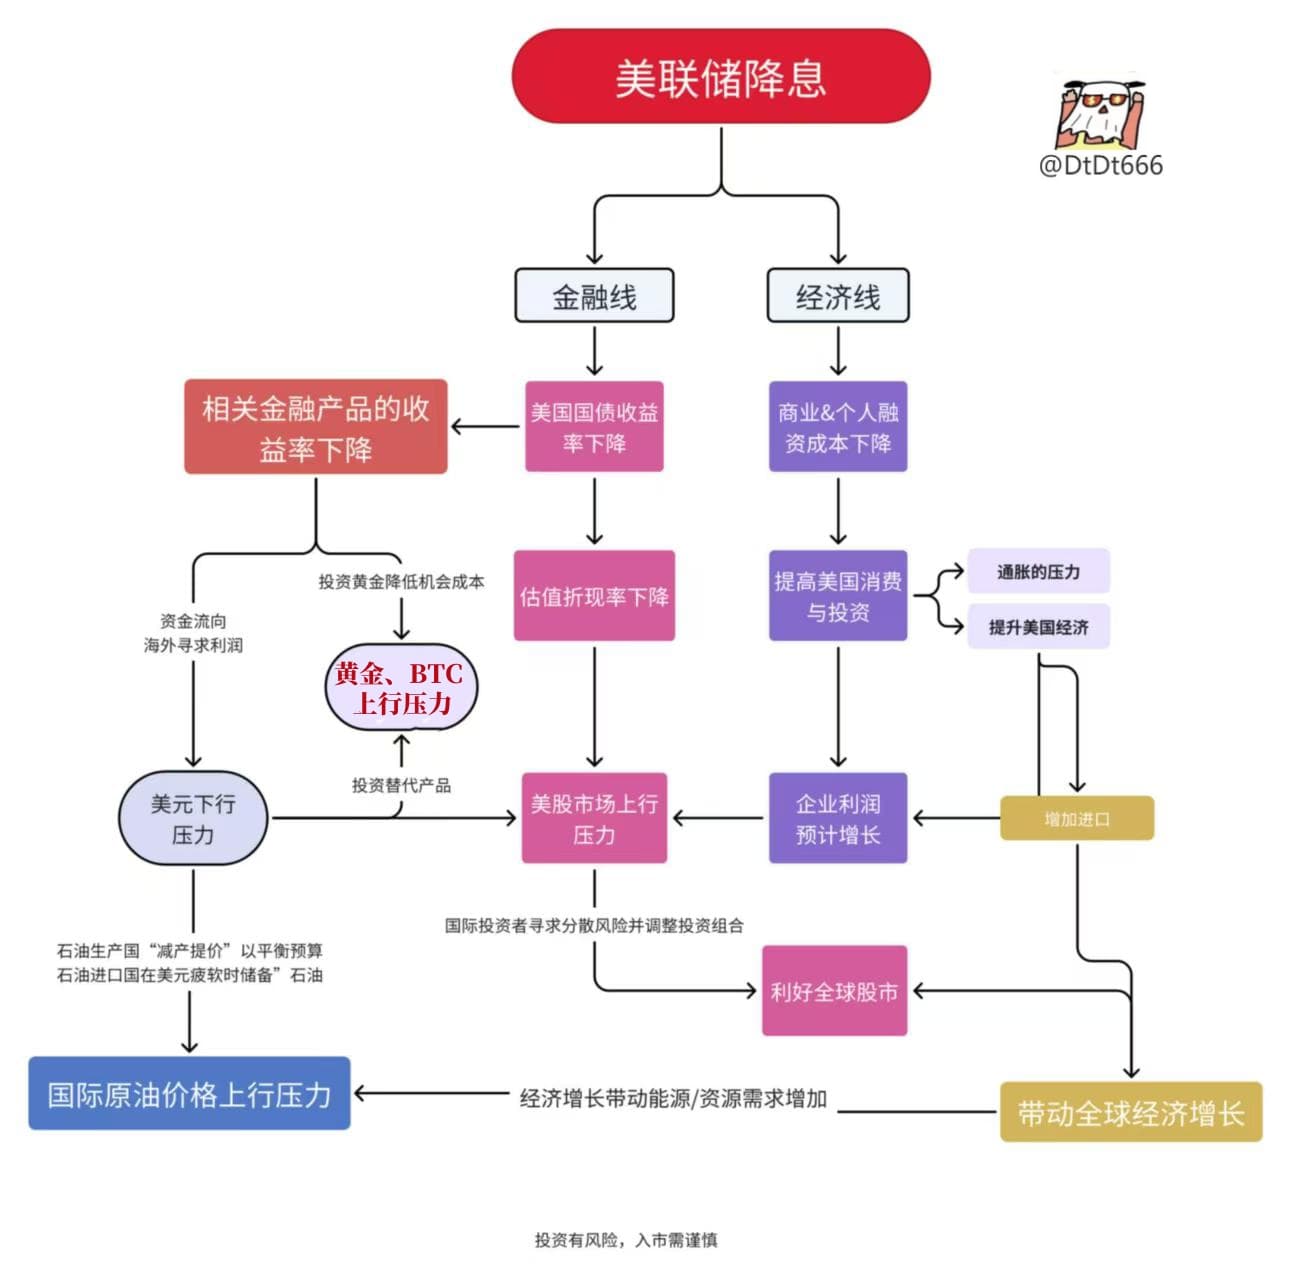 美联储降息
@DtDt666
金融线
经济线
相关金融产品的收
益率下降
美国国债收益
率下降
商业&个人融
资成本下降
投资黄金降低机会成本
估值折现率下降
提高美国消费
与投资
通胀的压力
提升美国经济
资金流向
海外寻求利润
黄金、BTC
上行压力
投资替代产品
美元下行
压力
美股市场上行
压力
企业利润
预计增长
增加进口
国际投资者寻求分散风险并调整投资组合
石油生产国“减产提价”以平衡预算
石油进口国在美元疲软时储备”石油
利好全球股市
国际原油价格上行压力
经济增长带动能源/资源需求增加
带动全球经济增长
投资有风险，入市需谨慎